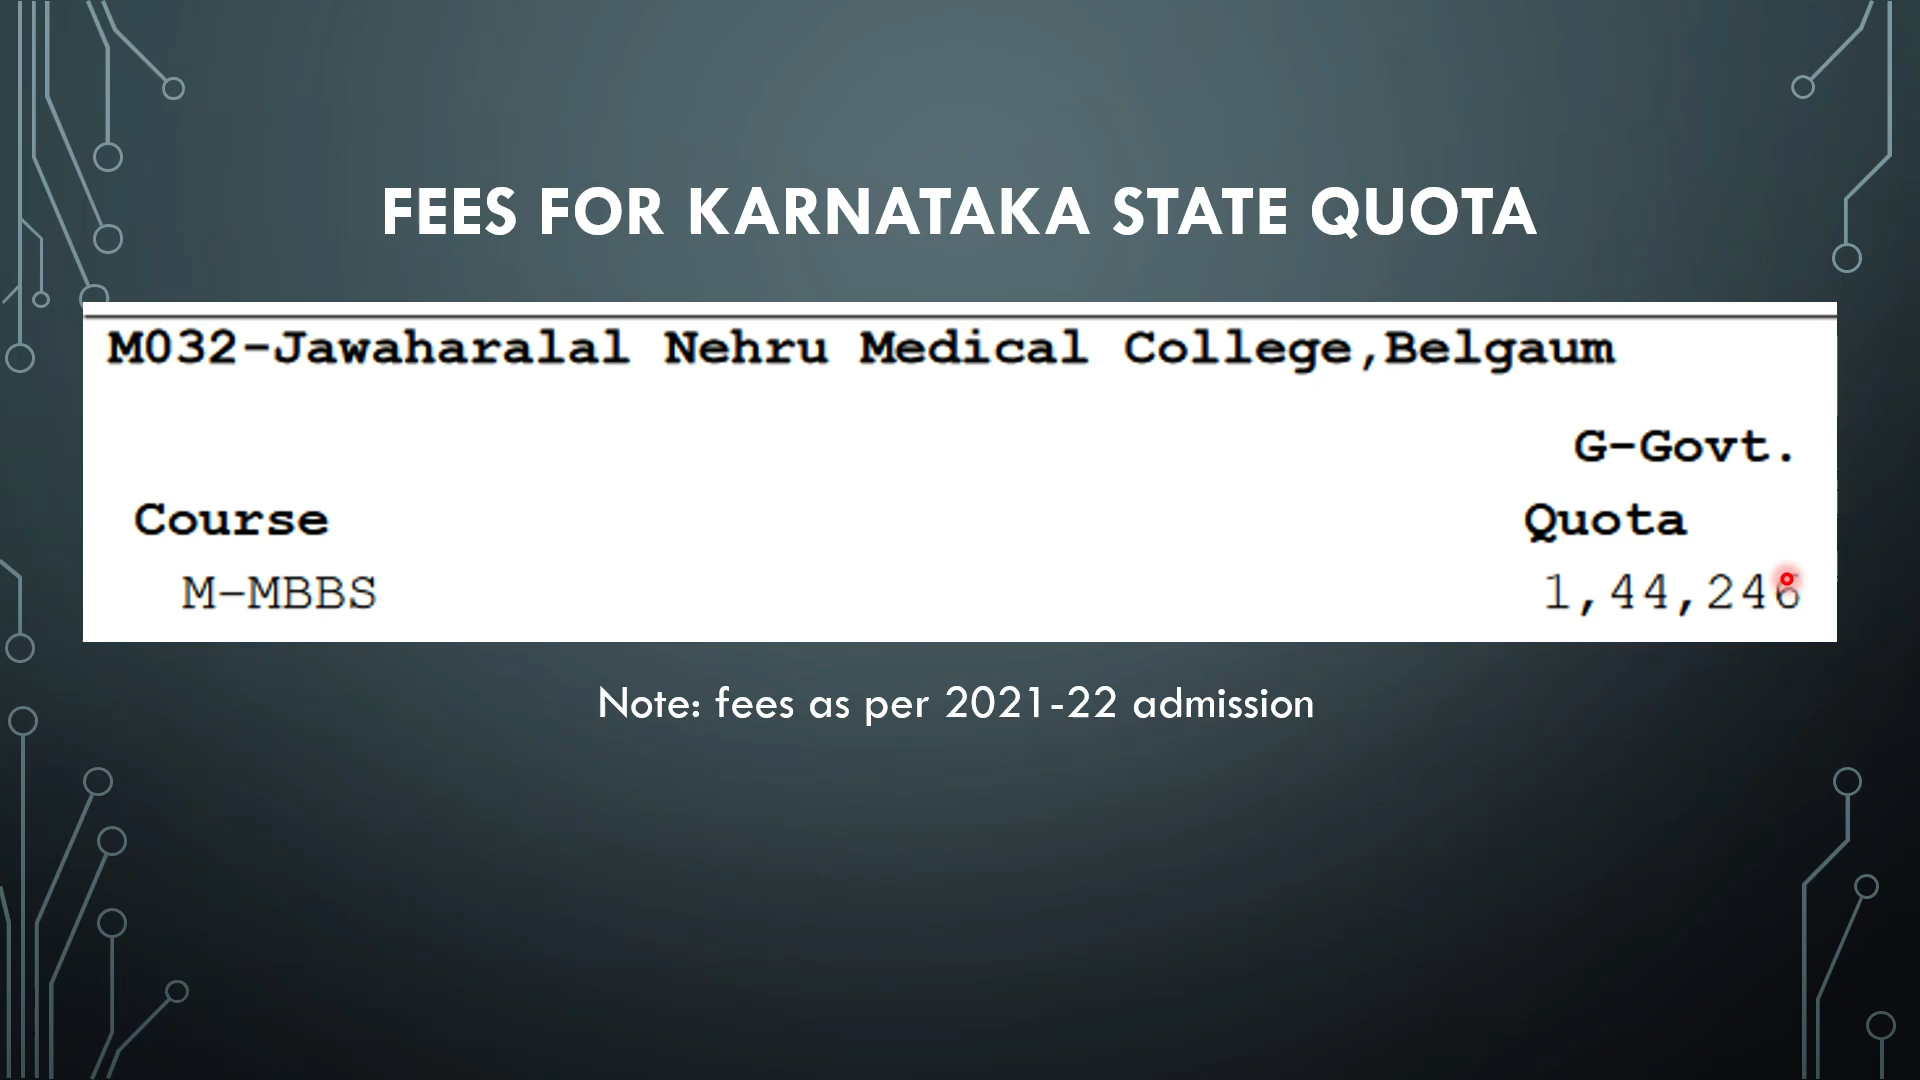 FEES FOR KARNATAKA STATE QUOTA
M032-Jawaharalal Nehru Medical College,Belgaum
G-Govt.
Course Quota
M-MBBS 1,44,246
Note: fees as per 2021-22 admission